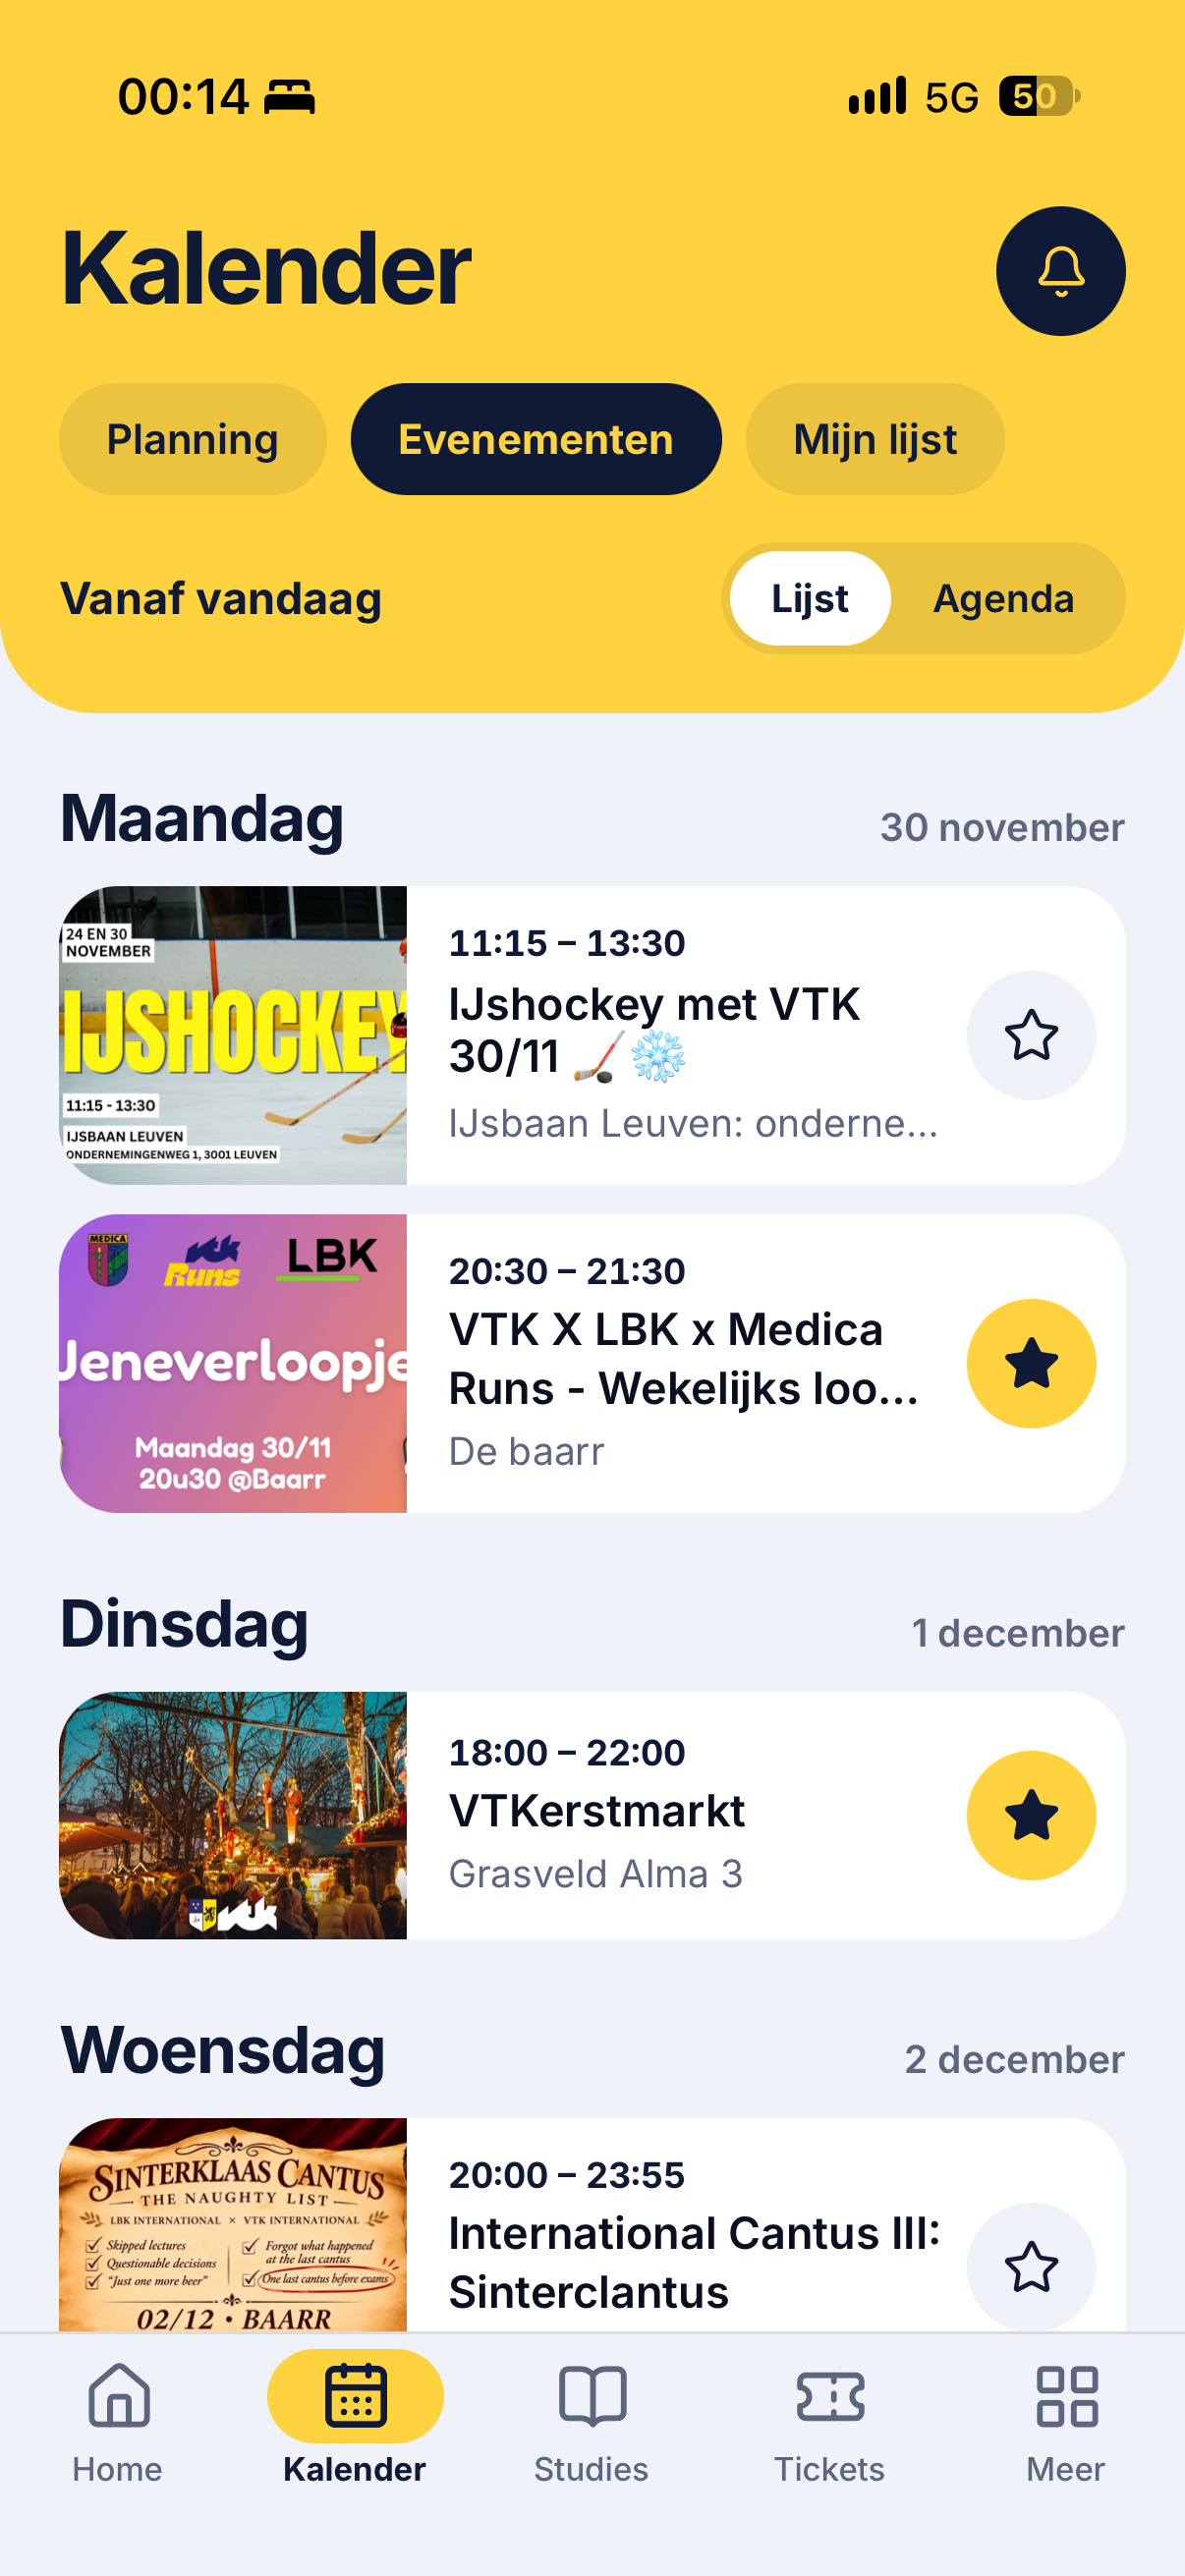 00:14
5G
50
Kalender
Planning
Evenementen
Mijn lijst
Vanaf vandaag
Lijst
Agenda
Maandag
30 november
24 EN 30
NOVEMBER
IJSHOCKEY
11:15 - 13:30
IJSBAAN LEUVEN
ONDERNEMINGENWEG 1, 3001 LEUVEN
11:15 – 13:30
IJshockey met VTK
30/11 🏒❄️
IJsbaan Leuven: onderne...
MEDICA
vtk
Runs
LBK
Jeneverloopje
Maandag 30/11
20u30 @Baarr
20:30 – 21:30
VTK X LBK x Medica
Runs - Wekelijks loo...
De baarr
Dinsdag
1 december
vtk
18:00 – 22:00
VTKerstmarkt
Grasveld Alma 3
Woensdag
2 december
SINTERKLAAS CANTUS
THE NAUGHTY LIST
LBK INTERNATIONAL × VTK INTERNATIONAL
Skipped lectures
Questionable decisions
"Just one more beer"
Forgot what happened
at the last cantus
One last cantus before exams
02/12 • BAARR
20:00 – 23:55
International Cantus III:
Sinterclantus
Home
Kalender
Studies
Tickets
Meer